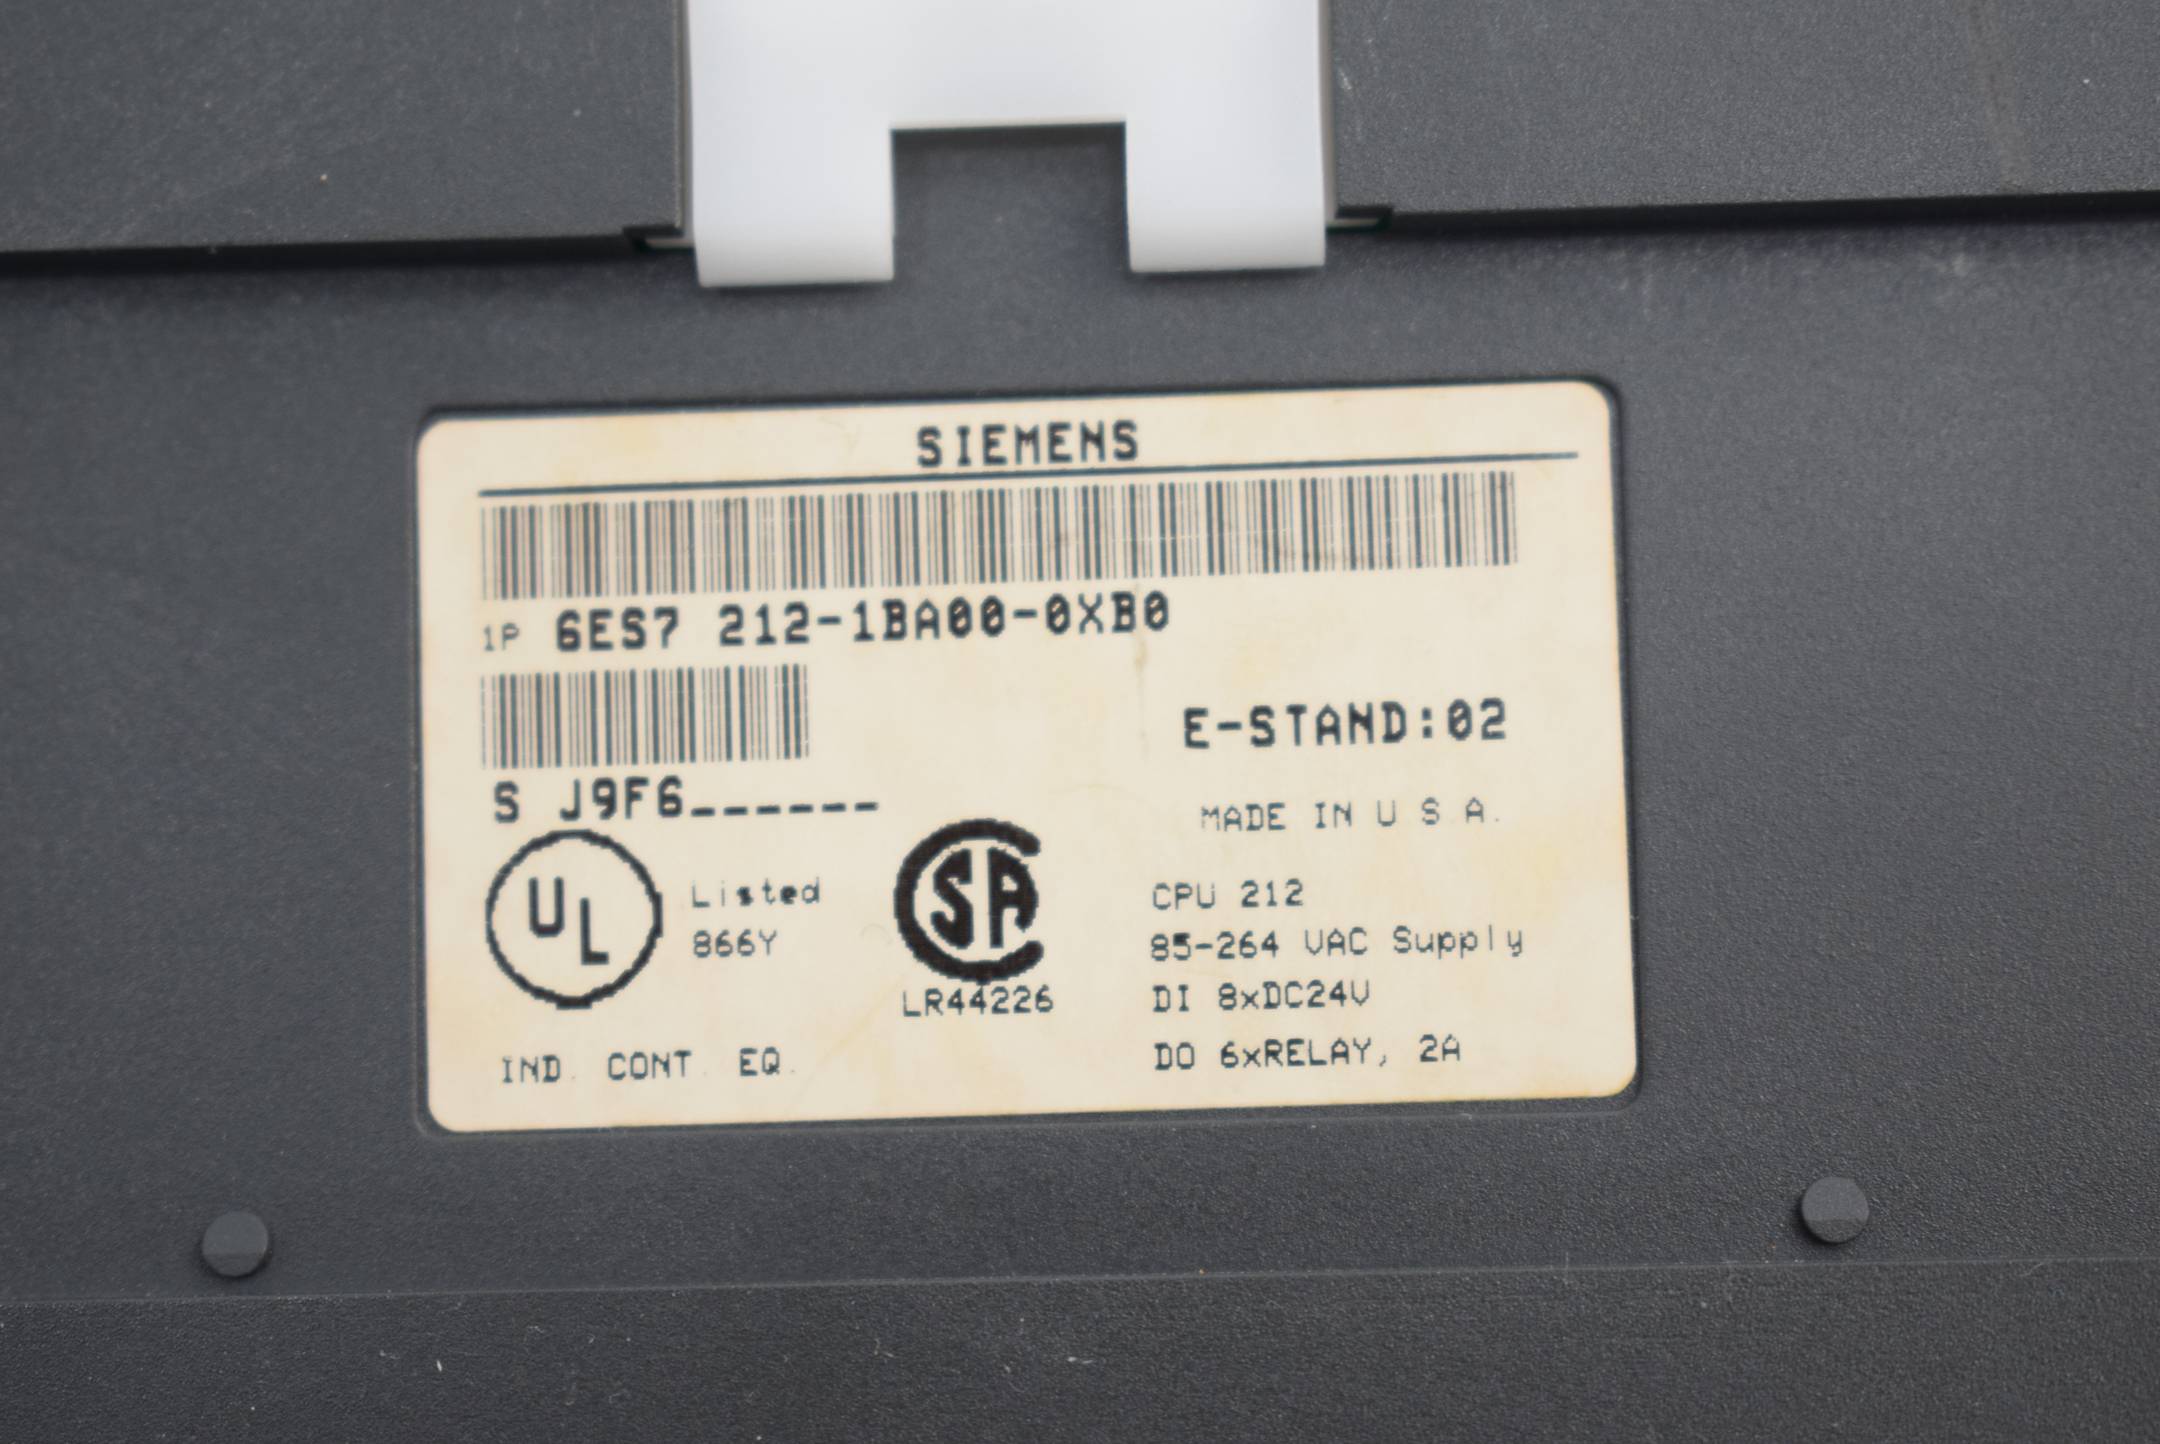 SIEMENS
1P 6ES7 212-1BA00-0XB0
E-STAND:02
S J9F6______
MADE IN U S A.
UL Listed
866Y
SA
LR44226
CPU 212
85-264 VAC Supply
DI 8xDC24V
DO 6xRELAY, 2A
IND. CONT. EQ.